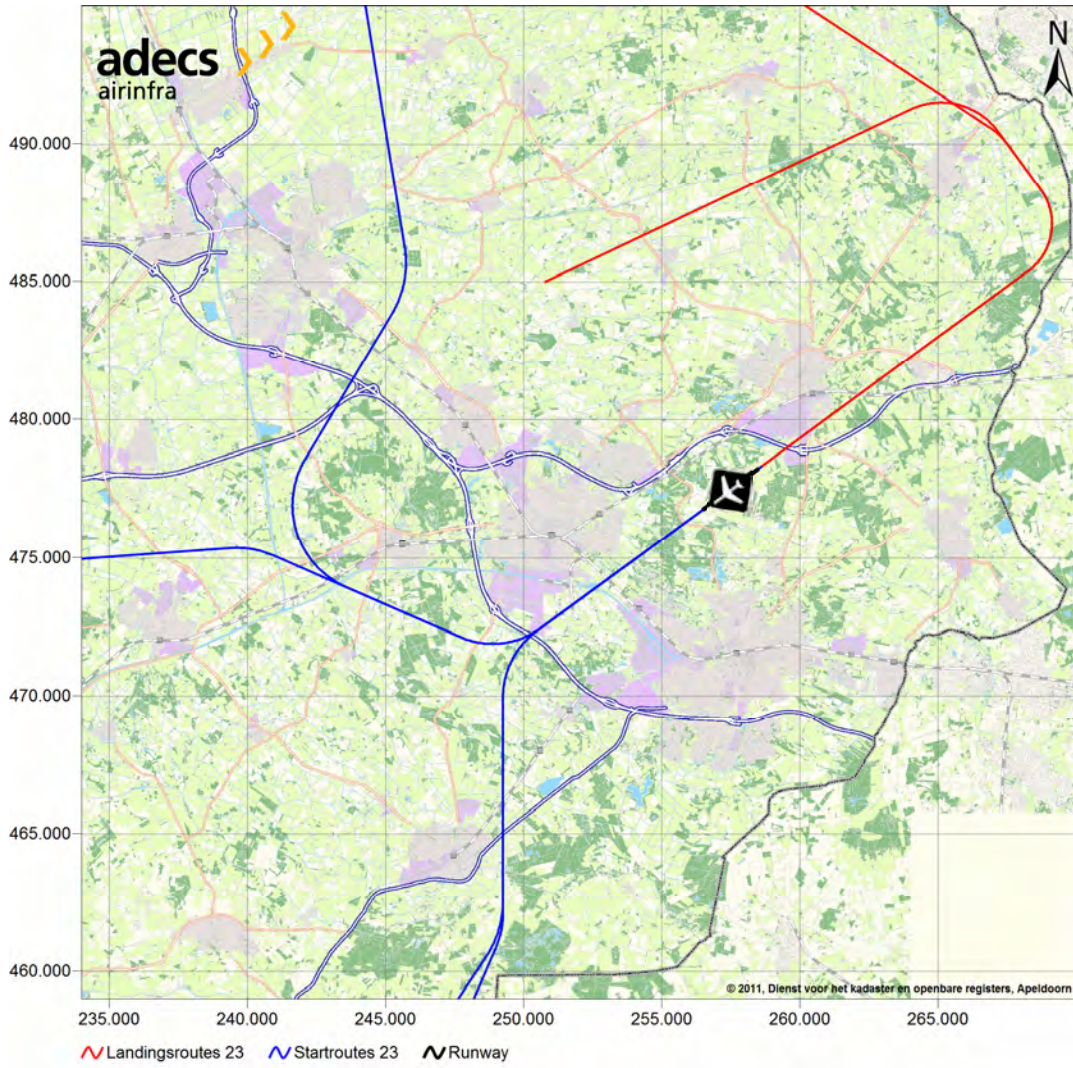 adecs
airinfra
N
490.000
485.000
480.000
475.000
470.000
465.000
460.000
© 2011, Dienst voor het kadaster en openbare registers, Apeldoorn
235.000 240.000 245.000 250.000 255.000 260.000 265.000
Landingsroutes 23 Startroutes 23 Runway